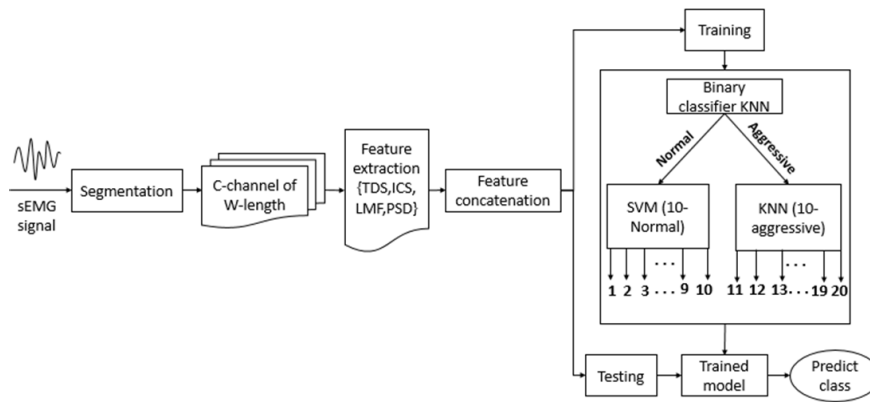 sEMG
signal
Segmentation
C-channel of
W-length
Feature
extraction
{TDS,ICS,
LMF,PSD}
Feature
concatenation
Training
Binary
classifier KNN
Normal
Aggressive
SVM (10-
Normal)
KNN (10-
aggressive)
...
...
1 2 3 ... 9 10
11 12 13 ... 19 20
Testing
Trained
model
Predict
class